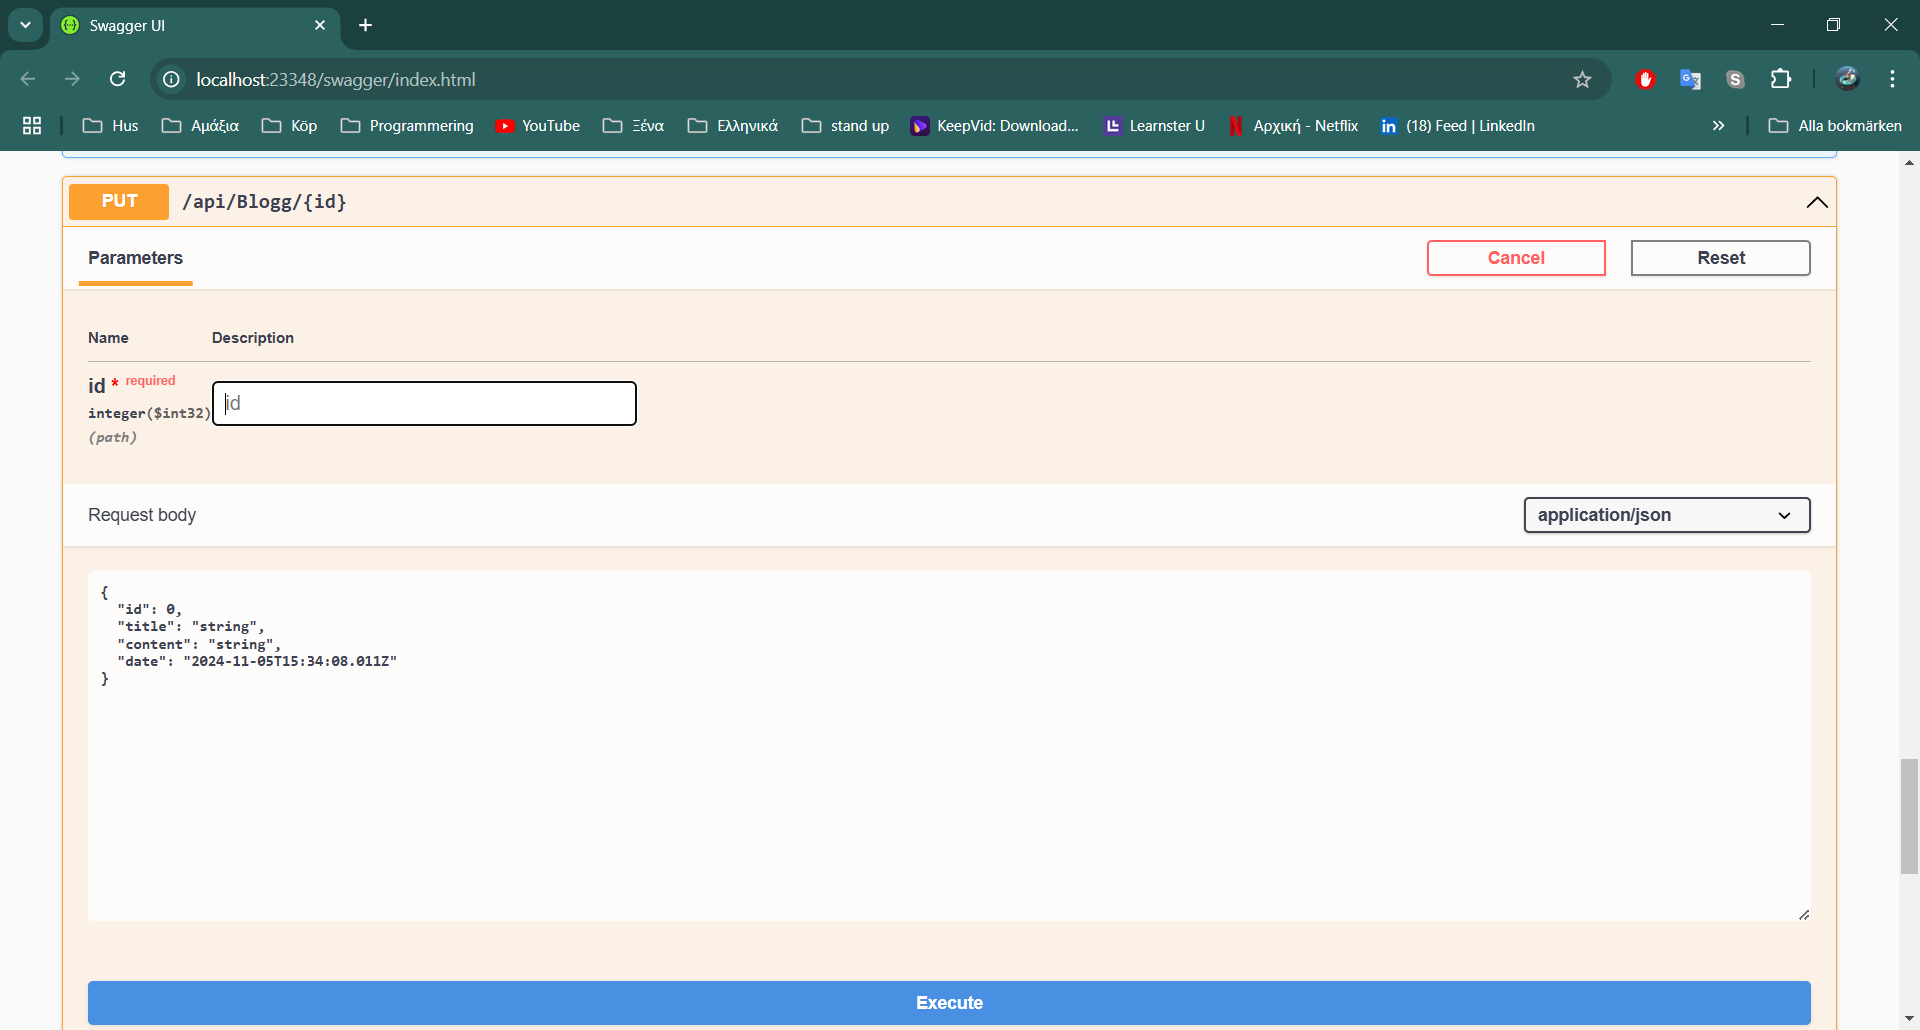 Swagger UI
localhost:23348/swagger/index.html
Hus Αμάξια Köp Programmering YouTube Ξένα Ελληνικά stand up KeepVid: Download... Learnster U Αρχική - Netflix (18) Feed | LinkedIn » Alla bokmärken
PUT /api/Blogg/{id}
Parameters Cancel Reset
Name Description
id * required
integer($int32)
(path)
id
Request body application/json
{
"id": 0,
"title": "string",
"content": "string",
"date": "2024-11-05T15:34:08.011Z"
}
Execute